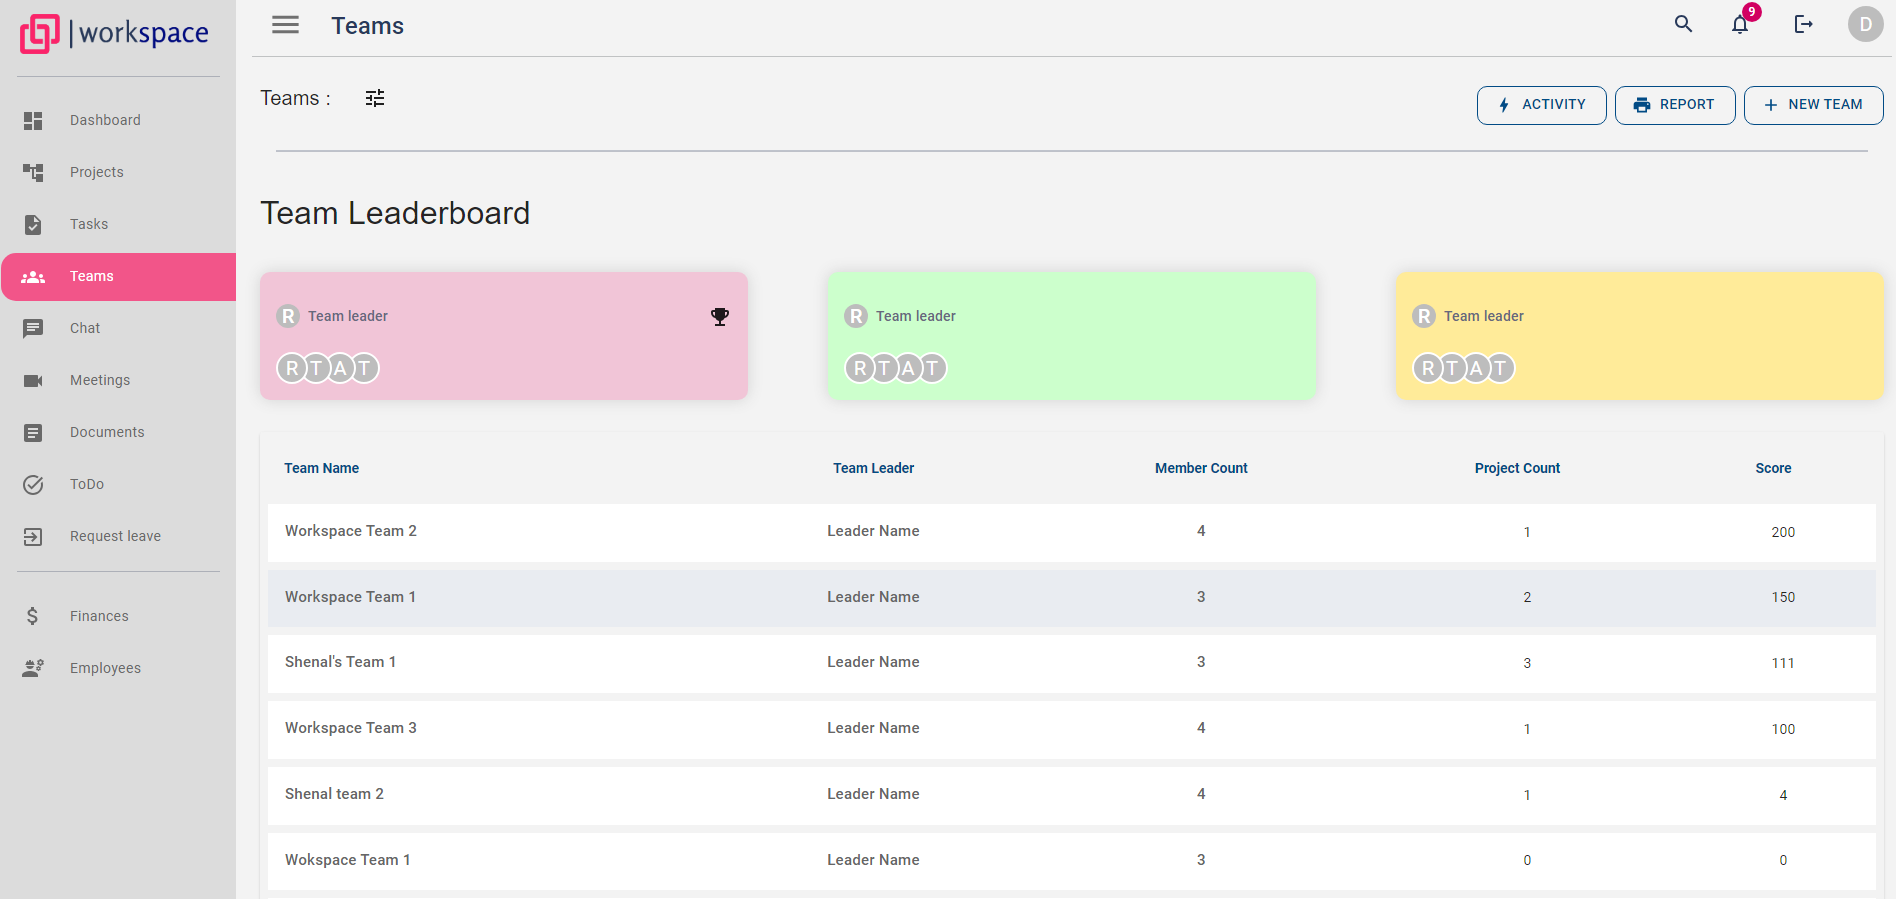 |workspace
Teams
9
D
Dashboard
Projects
Tasks
Teams
Chat
Meetings
Documents
ToDo
Request leave
Finances
Employees
Teams :
ACTIVITY
REPORT
NEW TEAM
Team Leaderboard
R Team leader
R T A T
R Team leader
R T A T
R Team leader
R T A T
Team Name Team Leader Member Count Project Count Score
Workspace Team 2 Leader Name 4 1 200
Workspace Team 1 Leader Name 3 2 150
Shenal's Team 1 Leader Name 3 3 111
Workspace Team 3 Leader Name 4 1 100
Shenal team 2 Leader Name 4 1 4
Wokspace Team 1 Leader Name 3 0 0